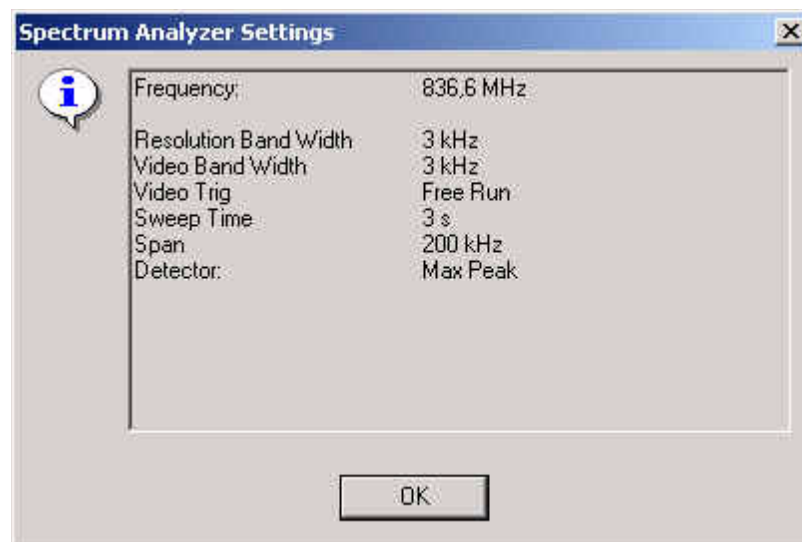 Spectrum Analyzer Settings
Frequency: 836,6 MHz
Resolution Band Width 3 kHz
Video Band Width 3 kHz
Video Trig Free Run
Sweep Time 3 s
Span 200 kHz
Detector: Max Peak
OK